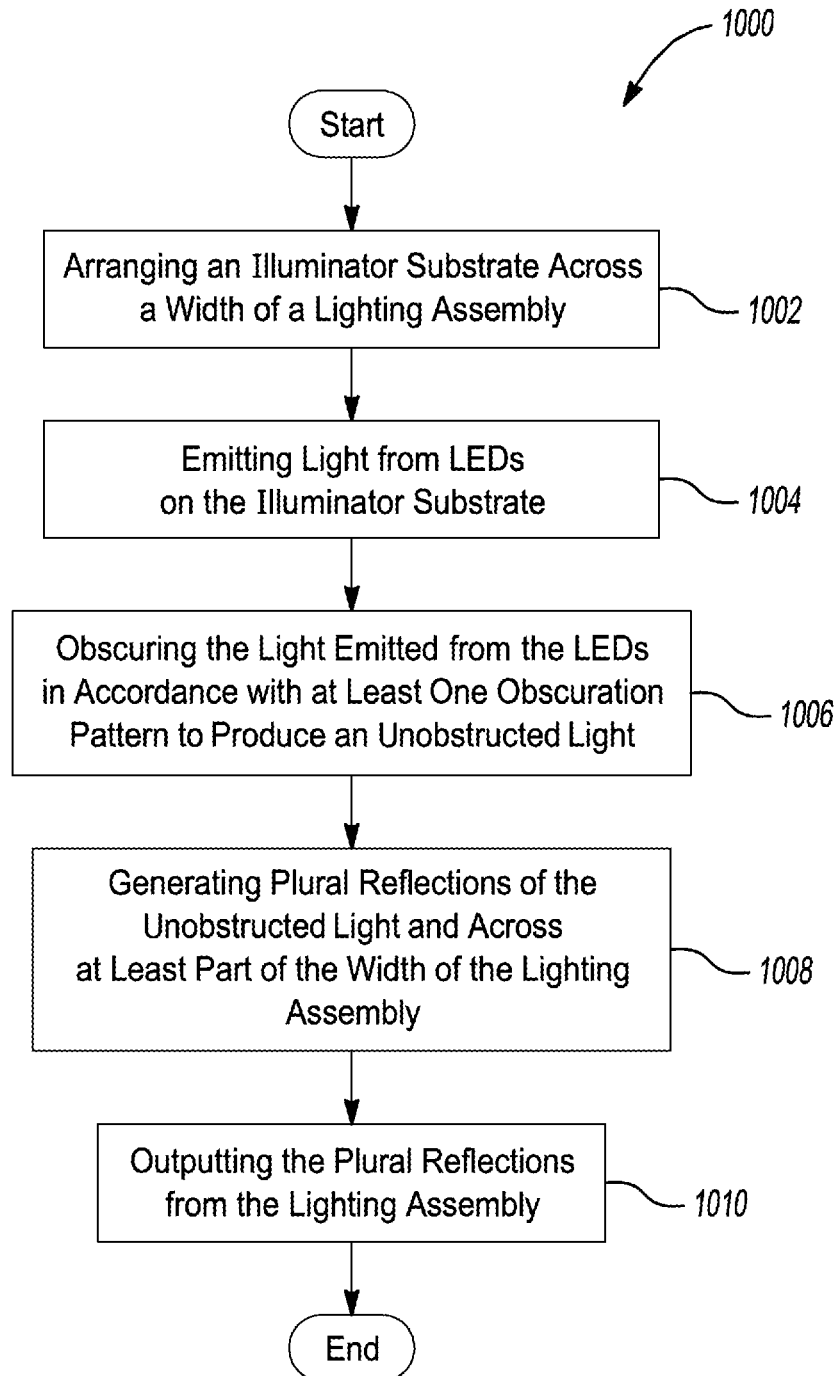 1000
Start
Arranging an Illuminator Substrate Across
a Width of a Lighting Assembly
1002
Emitting Light from LEDs
on the Illuminator Substrate
1004
Obscuring the Light Emitted from the LEDs
in Accordance with at Least One Obscuration
Pattern to Produce an Unobstructed Light
1006
Generating Plural Reflections of the
Unobstructed Light and Across
at Least Part of the Width of the Lighting
Assembly
1008
Outputting the Plural Reflections
from the Lighting Assembly
1010
End